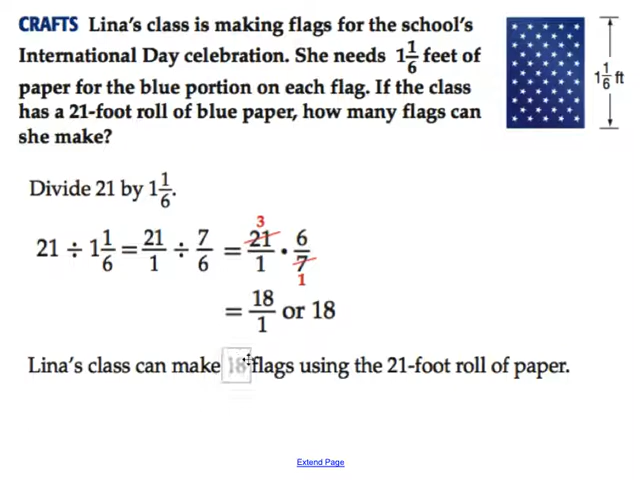 CRAFTS Lina's class is making flags for the school's
International Day celebration. She needs 1 1/6 feet of
paper for the blue portion on each flag. If the class
has a 21-foot roll of blue paper, how many flags can
she make?
1 1/6 ft
Divide 21 by 1 1/6.
21 ÷ 1 1/6 = 21/1 ÷ 7/6 = 21/1 · 6/7
3
1
= 18/1 or 18
Lina's class can make 18 flags using the 21-foot roll of paper.
Extend Page